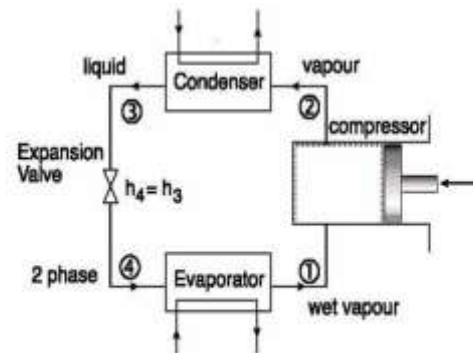 liquid
Condenser
vapour
③
②
compressor
Expansion
Valve
h₄ = h₃
④
①
2 phase
Evaporator
wet vapour